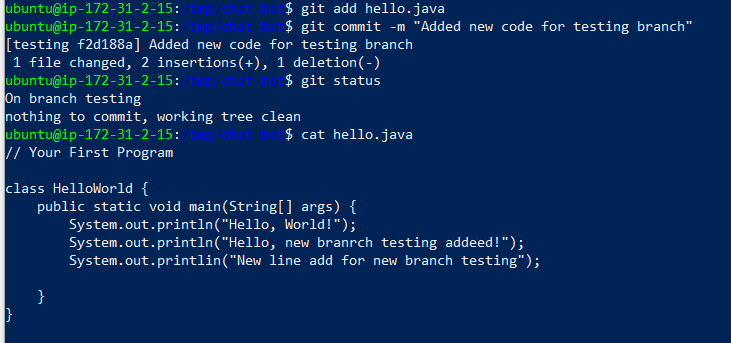 ubuntu@ip-172-31-2-15:/tmp/chat_bot$ git add hello.java
ubuntu@ip-172-31-2-15:/tmp/chat_bot$ git commit -m "Added new code for testing branch"
[testing f2d188a] Added new code for testing branch
 1 file changed, 2 insertions(+), 1 deletion(-)
ubuntu@ip-172-31-2-15:/tmp/chat_bot$ git status
On branch testing
nothing to commit, working tree clean
ubuntu@ip-172-31-2-15:/tmp/chat_bot$ cat hello.java
// Your First Program

class HelloWorld {
    public static void main(String[] args) {
        System.out.println("Hello, World!");
        System.out.println("Hello, new branrch testing addeed!");
        System.out.printlin("New line add for new branch testing");

    }
}